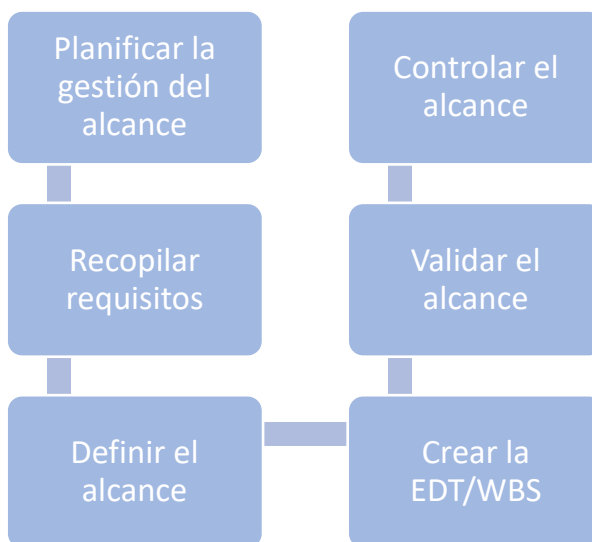 Planificar la
gestión del
alcance
Recopilar
requisitos
Definir el
alcance
Crear la
EDT/WBS
Validar el
alcance
Controlar el
alcance